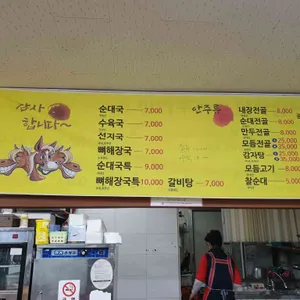 감사
합니다~
순대국 7,000
수육국 7,000
선지국 7,000
뼈해장국 7,000
순대국특 9,000
뼈해장국특 10,000
갈비탕 7,000
안주류
내장전골 8,000
순대전골 8,000
만두전골 8,000
모듬전골 25,000
감자탕
모듬고기 8,000
찰순대 5,000